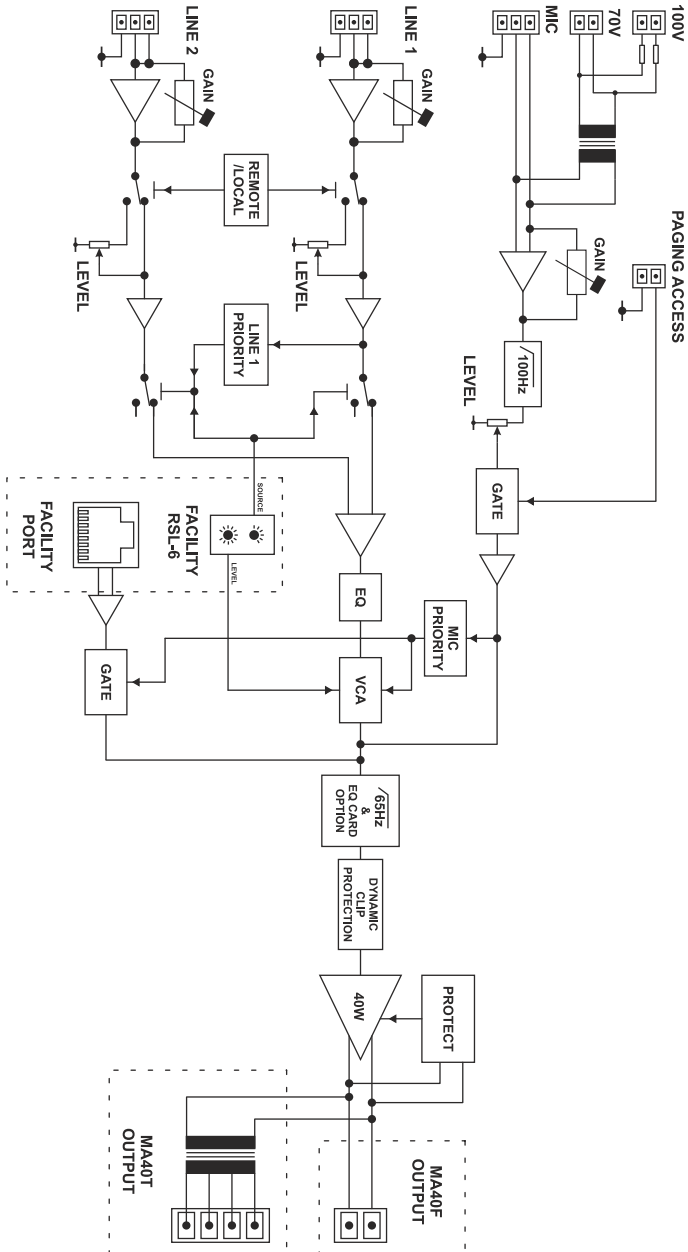 100V
70V
MIC
PAGING ACCESS
GAIN
100Hz
LEVEL
GATE
MIC
PRIORITY
LINE 1
GAIN
REMOTE
/LOCAL
LEVEL
LINE 1
PRIORITY
LINE 2
GAIN
LEVEL
SOURCE
LEVEL
FACILITY
RSL-6
FACILITY
PORT
GATE
EQ
VCA
65Hz
&
EQ CARD
OPTION
DYNAMIC
CLIP
PROTECTION
40W
PROTECT
MA40F
OUTPUT
MA40T
OUTPUT